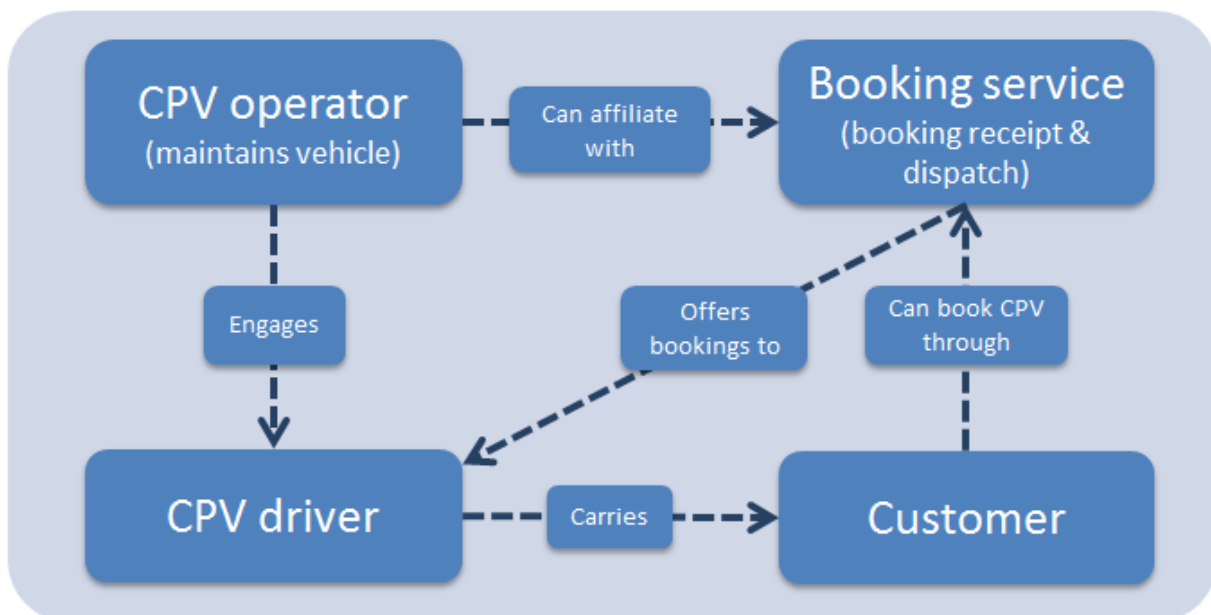 CPV operator
(maintains vehicle)
Can affiliate
with
Booking service
(booking receipt &
dispatch)
Engages
Offers
bookings to
Can book CPV
through
CPV driver
Carries
Customer